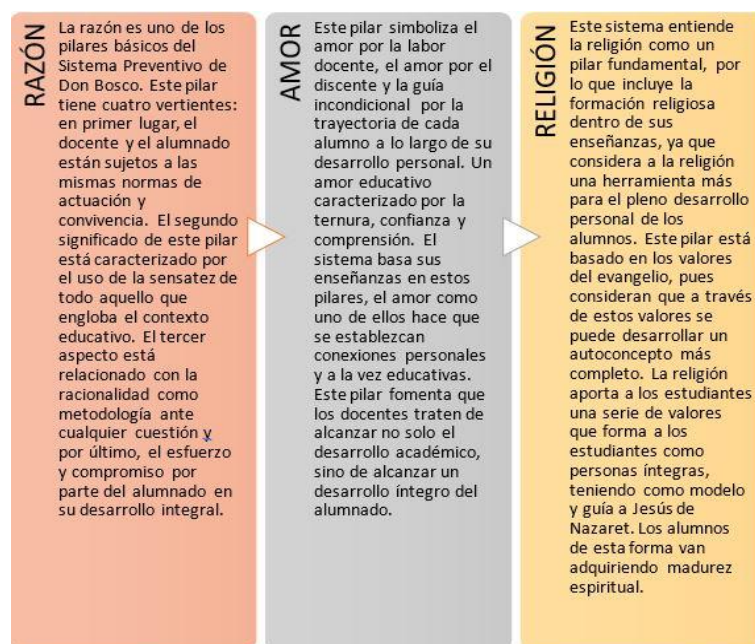 RAZÓN
La razón es uno de los
pilares básicos del
Sistema Preventivo de
Don Bosco. Este pilar
tiene cuatro vertientes:
en primer lugar, el
docente y el alumnado
están sujetos a las
mismas normas de
actuación y
convivencia. El segundo
significado de este pilar
está caracterizado por
el uso de la sensatez de
todo aquello que
engloba el contexto
educativo. El tercer
aspecto está
relacionado con la
racionalidad como
metodología ante
cualquier cuestión y
por último, el esfuerzo
y compromiso por
parte del alumnado en
su desarrollo integral.
AMOR
Este pilar simboliza el
amor por la labor
docente, el amor por el
discente y la guía
incondicional por la
trayectoria de cada
alumno a lo largo de su
desarrollo personal. Un
amor educativo
caracterizado por la
ternura, confianza y
comprensión. El
sistema basa sus
enseñanzas en estos
pilares, el amor como
uno de ellos hace que
se establezcan
conexiones personales
y a la vez educativas.
Este pilar fomenta que
los docentes traten de
alcanzar no solo el
desarrollo académico,
sino de alcanzar un
desarrollo íntegro del
alumnado.
RELIGIÓN
Este sistema entiende
la religión como un
pilar fundamental, por
lo que incluye la
formación religiosa
dentro de sus
enseñanzas, ya que
considera a la religión
una herramienta más
para el pleno desarrollo
personal de los
alumnos. Este pilar está
basado en los valores
del evangelio, pues
consideran que a través
de estos valores se
puede desarrollar un
autoconcepto más
completo. La religión
aporta a los estudiantes
una serie de valores
que forma a los
estudiantes como
personas íntegras,
teniendo como modelo
y guía a Jesús de
Nazaret. Los alumnos
de esta forma van
adquiriendo madurez
espiritual.